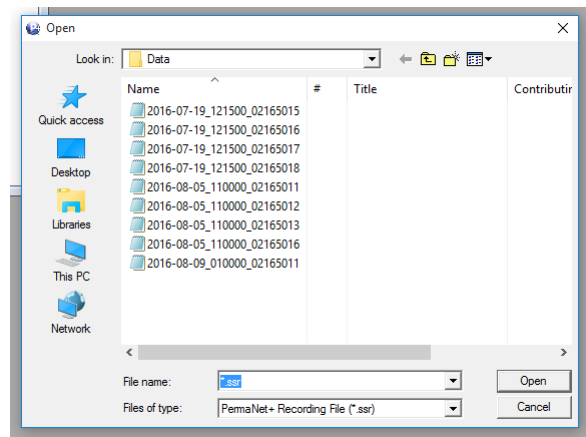 Open
Look in: Data
Name # Title Contributir
Quick access
2016-07-19_121500_02165015
2016-07-19_121500_02165016
2016-07-19_121500_02165017
2016-07-19_121500_02165018
Desktop
2016-08-05_110000_02165011
2016-08-05_110000_02165012
Libraries
2016-08-05_110000_02165013
2016-08-05_110000_02165016
2016-08-09_010000_02165011
This PC
Network
File name: *.ssr Open
Files of type: PermaNet+ Recording File (*.ssr) Cancel